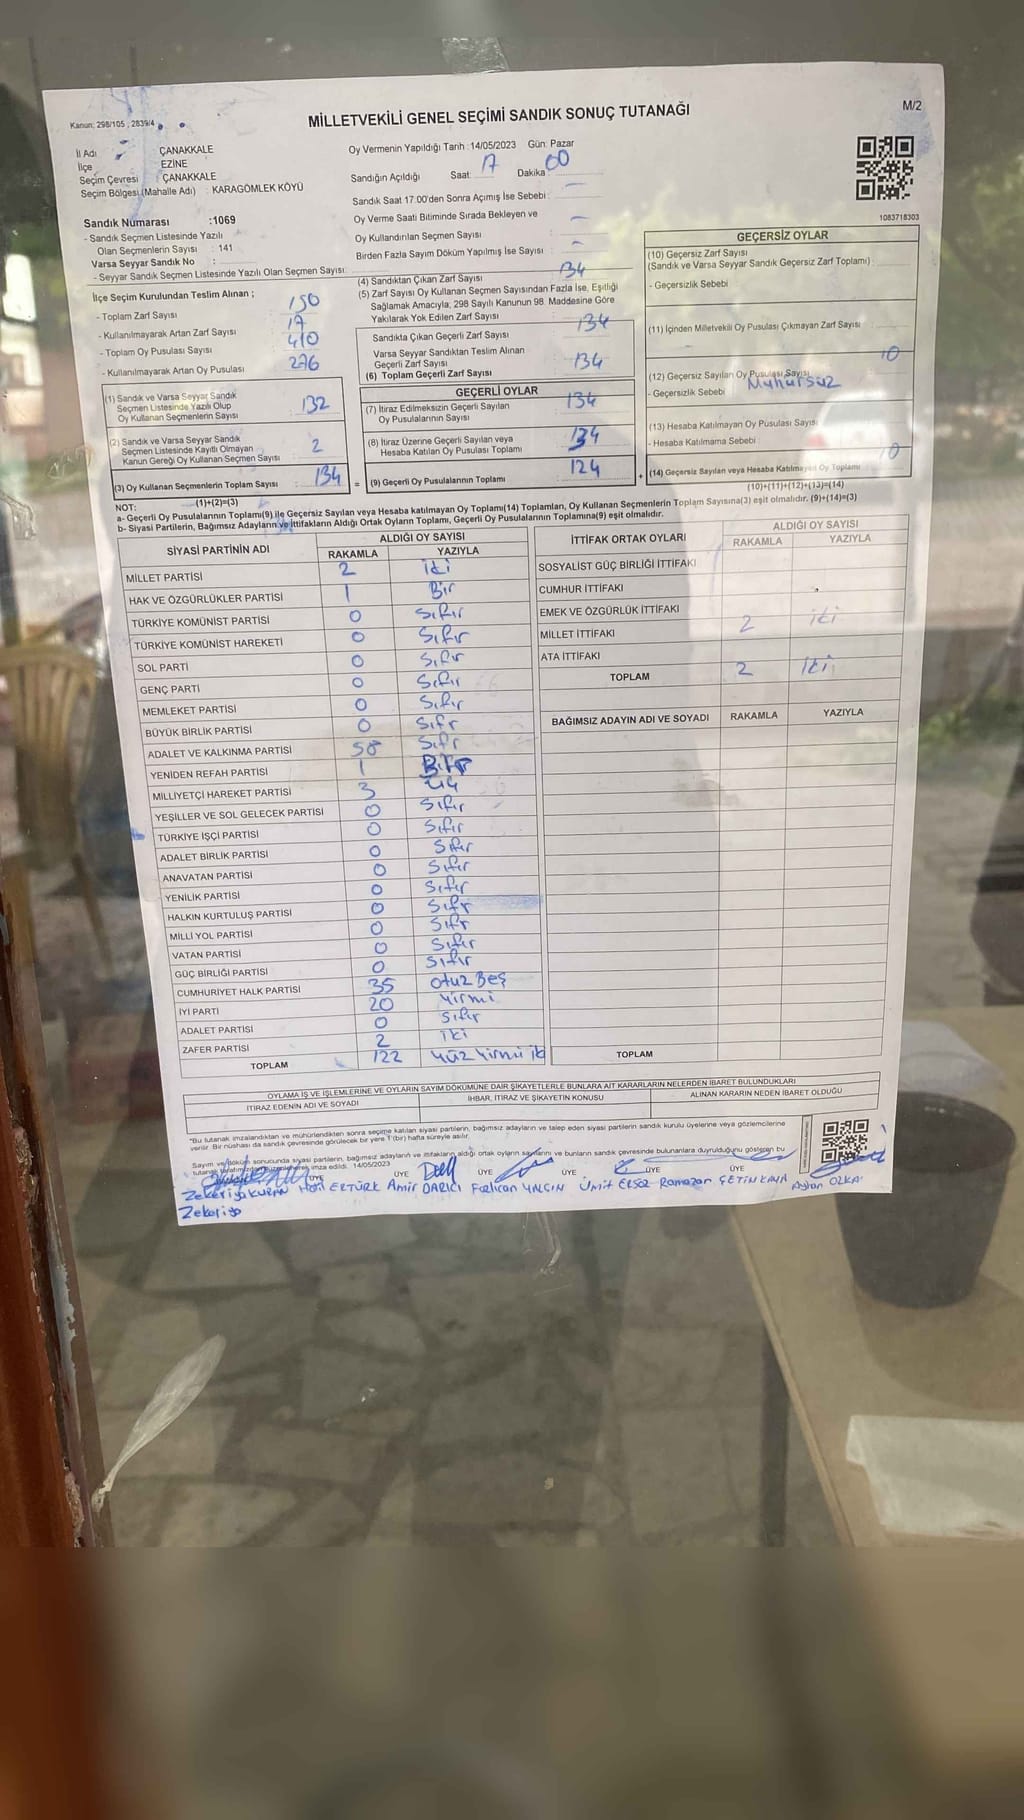 Kanun: 298/105 ; 2839/4
M/2
MİLLETVEKİLİ GENEL SEÇİMİ SANDIK SONUÇ TUTANAĞI
İl Adı : ÇANAKKALE
İlçe : EZİNE
Seçim Çevresi : ÇANAKKALE
Seçim Bölgesi (Mahalle Adı) : KARAGÖMLEK KÖYÜ
Oy Vermenin Yapıldığı Tarih : 14/05/2023 Gün: Pazar
Sandığın Açıldığı Saat: 17 Dakika: 00
Sandık Saat 17:00'den Sonra Açımış İse Sebebi :
Oy Verme Saati Bitiminde Sırada Bekleyen ve
Oy Kullandırılan Seçmen Sayısı : -
Birden Fazla Sayım Döküm Yapılmış İse Sayısı : -
1083718303
Sandık Numarası :1069
- Sandık Seçmen Listesinde Yazılı
Olan Seçmenlerin Sayısı : 141
Varsa Seyyar Sandık No :
- Seyyar Sandık Seçmen Listesinde Yazılı Olan Seçmen Sayısı:
İlçe Seçim Kurulundan Teslim Alınan ;
- Toplam Zarf Sayısı : 150
- Kullanılmayarak Artan Zarf Sayısı : 17
- Toplam Oy Pusulası Sayısı : 410
- Kullanılmayarak Artan Oy Pusulası : 276
(1) Sandık ve Varsa Seyyar Sandık
Seçmen Listesinde Yazılı Olup
Oy Kullanan Seçmenlerin Sayısı : 132
(2) Sandık ve Varsa Seyyar Sandık
Seçmen Listesinde Kayıtlı Olmayan
Kanun Gereği Oy Kullanan Seçmen Sayısı : 2
(3) Oy Kullanan Seçmenlerin Toplam Sayısı : 134
(1)+(2)=(3)
(4) Sandıktan Çıkan Zarf Sayısı : 134
(5) Zarf Sayısı Oy Kullanan Seçmen Sayısından Fazla İse, Eşitliği
Sağlamak Amacıyla, 298 Sayılı Kanunun 98. Maddesine Göre
Yakılarak Yok Edilen Zarf Sayısı :
Sandıkta Çıkan Geçerli Zarf Sayısı : 134
Varsa Seyyar Sandıktan Teslim Alınan
Geçerli Zarf Sayısı :
(6) Toplam Geçerli Zarf Sayısı : 134
GEÇERLİ OYLAR
(7) İtiraz Edilmeksizin Geçerli Sayılan
Oy Pusulalarının Sayısı : 134
(8) İtiraz Üzerine Geçerli Sayılan veya
Hesaba Katılan Oy Pusulası Toplamı : 134
= (9) Geçerli Oy Pusulalarının Toplamı : 124
GEÇERSİZ OYLAR
(10) Geçersiz Zarf Sayısı
(Sandık ve Varsa Seyyar Sandık Geçersiz Zarf Toplamı) :
- Geçersizlik Sebebi :
(11) İçinden Milletvekili Oy Pusulası Çıkmayan Zarf Sayısı :
(12) Geçersiz Sayılan Oy Pusulası Sayısı : 10
- Geçersizlik Sebebi : Mühürsüz
(13) Hesaba Katılmayan Oy Pusulası Sayısı :
- Hesaba Katılmama Sebebi :
+ (14) Geçersiz Sayılan veya Hesaba Katılmayan Oy Toplamı : 10
(10)+(11)+(12)+(13)=(14)
NOT:
a- Geçerli Oy Pusulalarının Toplamı(9) ile Geçersiz Sayılan veya Hesaba katılmayan Oy Toplamı(14) Toplamları, Oy Kullanan Seçmenlerin Toplam Sayısına(3) eşit olmalıdır. (9)+(14)=(3)
b- Siyasi Partilerin, Bağımsız Adayların ve İttifakların Aldığı Ortak Oyların Toplamı, Geçerli Oy Pusulalarının Toplamına(9) eşit olmalıdır.
SİYASİ PARTİNİN ADI ALDIĞI OY SAYISI
RAKAMLA YAZIYLA
MİLLET PARTİSİ 2 iki
HAK VE ÖZGÜRLÜKLER PARTİSİ 1 Bir
TÜRKİYE KOMÜNİST PARTİSİ 0 Sıfır
TÜRKİYE KOMÜNİST HAREKETİ 0 Sıfır
SOL PARTİ 0 Sıfır
GENÇ PARTİ 0 Sıfır
MEMLEKET PARTİSİ 0 Sıfır
BÜYÜK BİRLİK PARTİSİ 0 Sıfr
ADALET VE KALKINMA PARTİSİ 58 Sıfr
YENİDEN REFAH PARTİSİ 1 Bir
MİLLİYETÇİ HAREKET PARTİSİ 3 üç
YEŞİLLER VE SOL GELECEK PARTİSİ 0 Sıfır
TÜRKİYE İŞÇİ PARTİSİ 0 Sıfır
ADALET BİRLİK PARTİSİ 0 Sıfır
ANAVATAN PARTİSİ 0 Sıfır
YENİLİK PARTİSİ 0 Sıfır
HALKIN KURTULUŞ PARTİSİ 0 Sıfr
MİLLİ YOL PARTİSİ 0 Sıfr
VATAN PARTİSİ 0 Sıfır
GÜÇ BİRLİĞİ PARTİSİ 0 Sıfır
CUMHURİYET HALK PARTİSİ 35 otuz Beş
İYİ PARTİ 20 Yirmi
ADALET PARTİSİ 0 Sıfır
ZAFER PARTİSİ 2 iki
TOPLAM 122 Yüz Yirmi iki
İTTİFAK ORTAK OYLARI ALDIĞI OY SAYISI
RAKAMLA YAZIYLA
SOSYALİST GÜÇ BİRLİĞİ İTTİFAKI
CUMHUR İTTİFAKI
EMEK VE ÖZGÜRLÜK İTTİFAKI
MİLLET İTTİFAKI 2 iki
ATA İTTİFAKI
TOPLAM 2 iki
BAĞIMSIZ ADAYIN ADI VE SOYADI RAKAMLA YAZIYLA
TOPLAM
OYLAMA İŞ VE İŞLEMLERİNE VE OYLARIN SAYIM DÖKÜMÜNE DAİR ŞİKAYETLERLE BUNLARA AİT KARARLARIN NELERDEN İBARET BULUNDUKLARI
İTİRAZ EDENİN ADI VE SOYADI İHBAR, İTİRAZ VE ŞİKAYETİN KONUSU ALINAN KARARIN NEDEN İBARET OLDUĞU
*Bu tutanak imzalandıktan ve mühürlendikten sonra seçime katılan siyasi partilerin, bağımsız adayların ve talep eden siyasi partilerin sandık kurulu üyelerine veya gözlemcilerine
verilir. Bir nüshası da sandık çevresinde görülecek bir yere 1 (bir) hafta süreyle asılır.
Sayım ve döküm sonucunda siyasi partilerin, bağımsız adayların ve ittifakların aldığı ortak oyların sayılarını ve bunların sandık çevresinde bulunanlara duyrulduğunu gösteren bu
tutanak imza edildi. 14/05/2023
ÜYE ÜYE ÜYE ÜYE ÜYE ÜYE
Zekeriya KURAN Halil ERTÜRK Amir DARICI Fazlıcan YALÇIN Ümit ERSÖZ Ramazan ÇETİNKAYA Ayhan ÖZKA
Zekeriya